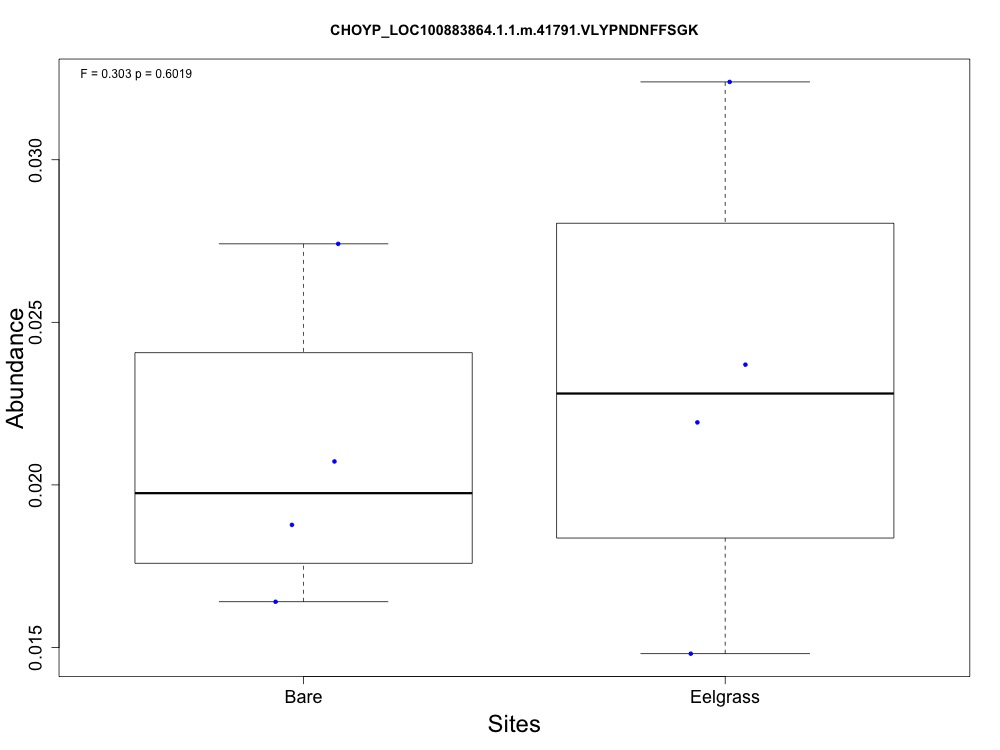 CHOYP_LOC100883864.1.1.m.41791.VLYPNDNFFSGK
F = 0.303 p = 0.6019
0.030
0.025
0.020
0.015
Abundance
Bare
Eelgrass
Sites